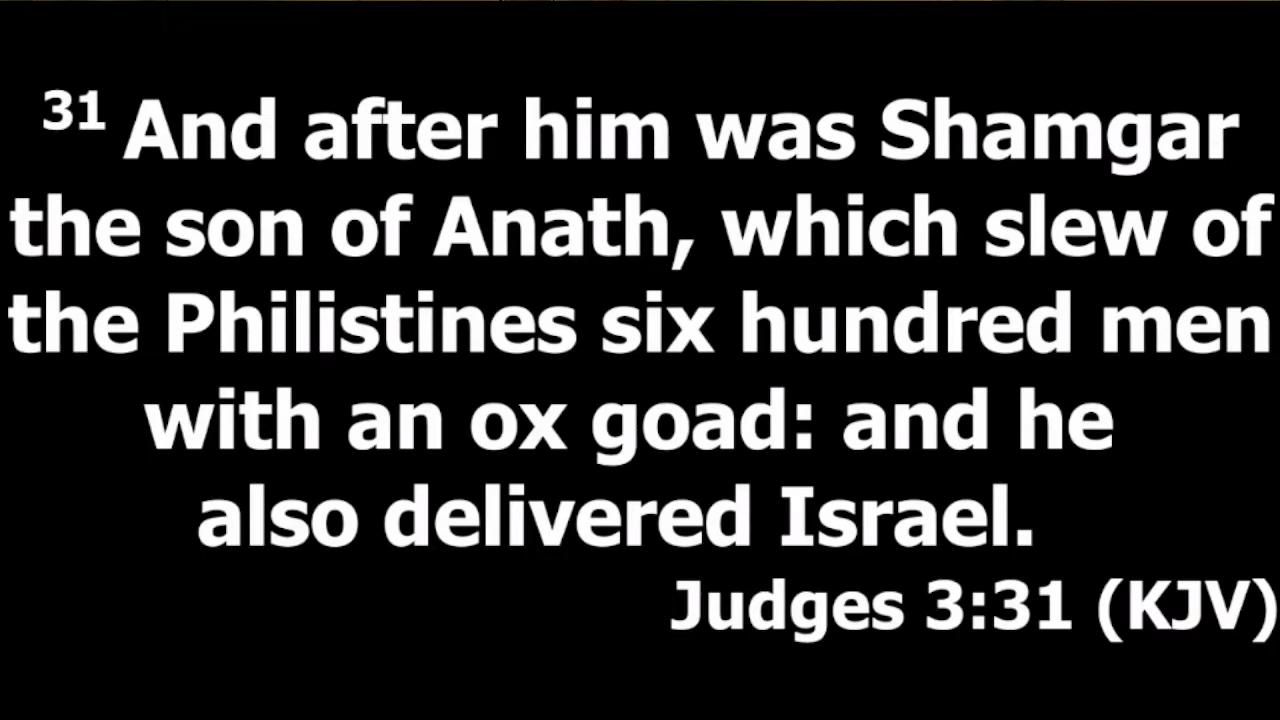 31 And after him was Shamgar
the son of Anath, which slew of
the Philistines six hundred men
with an ox goad: and he
also delivered Israel.
Judges 3:31 (KJV)